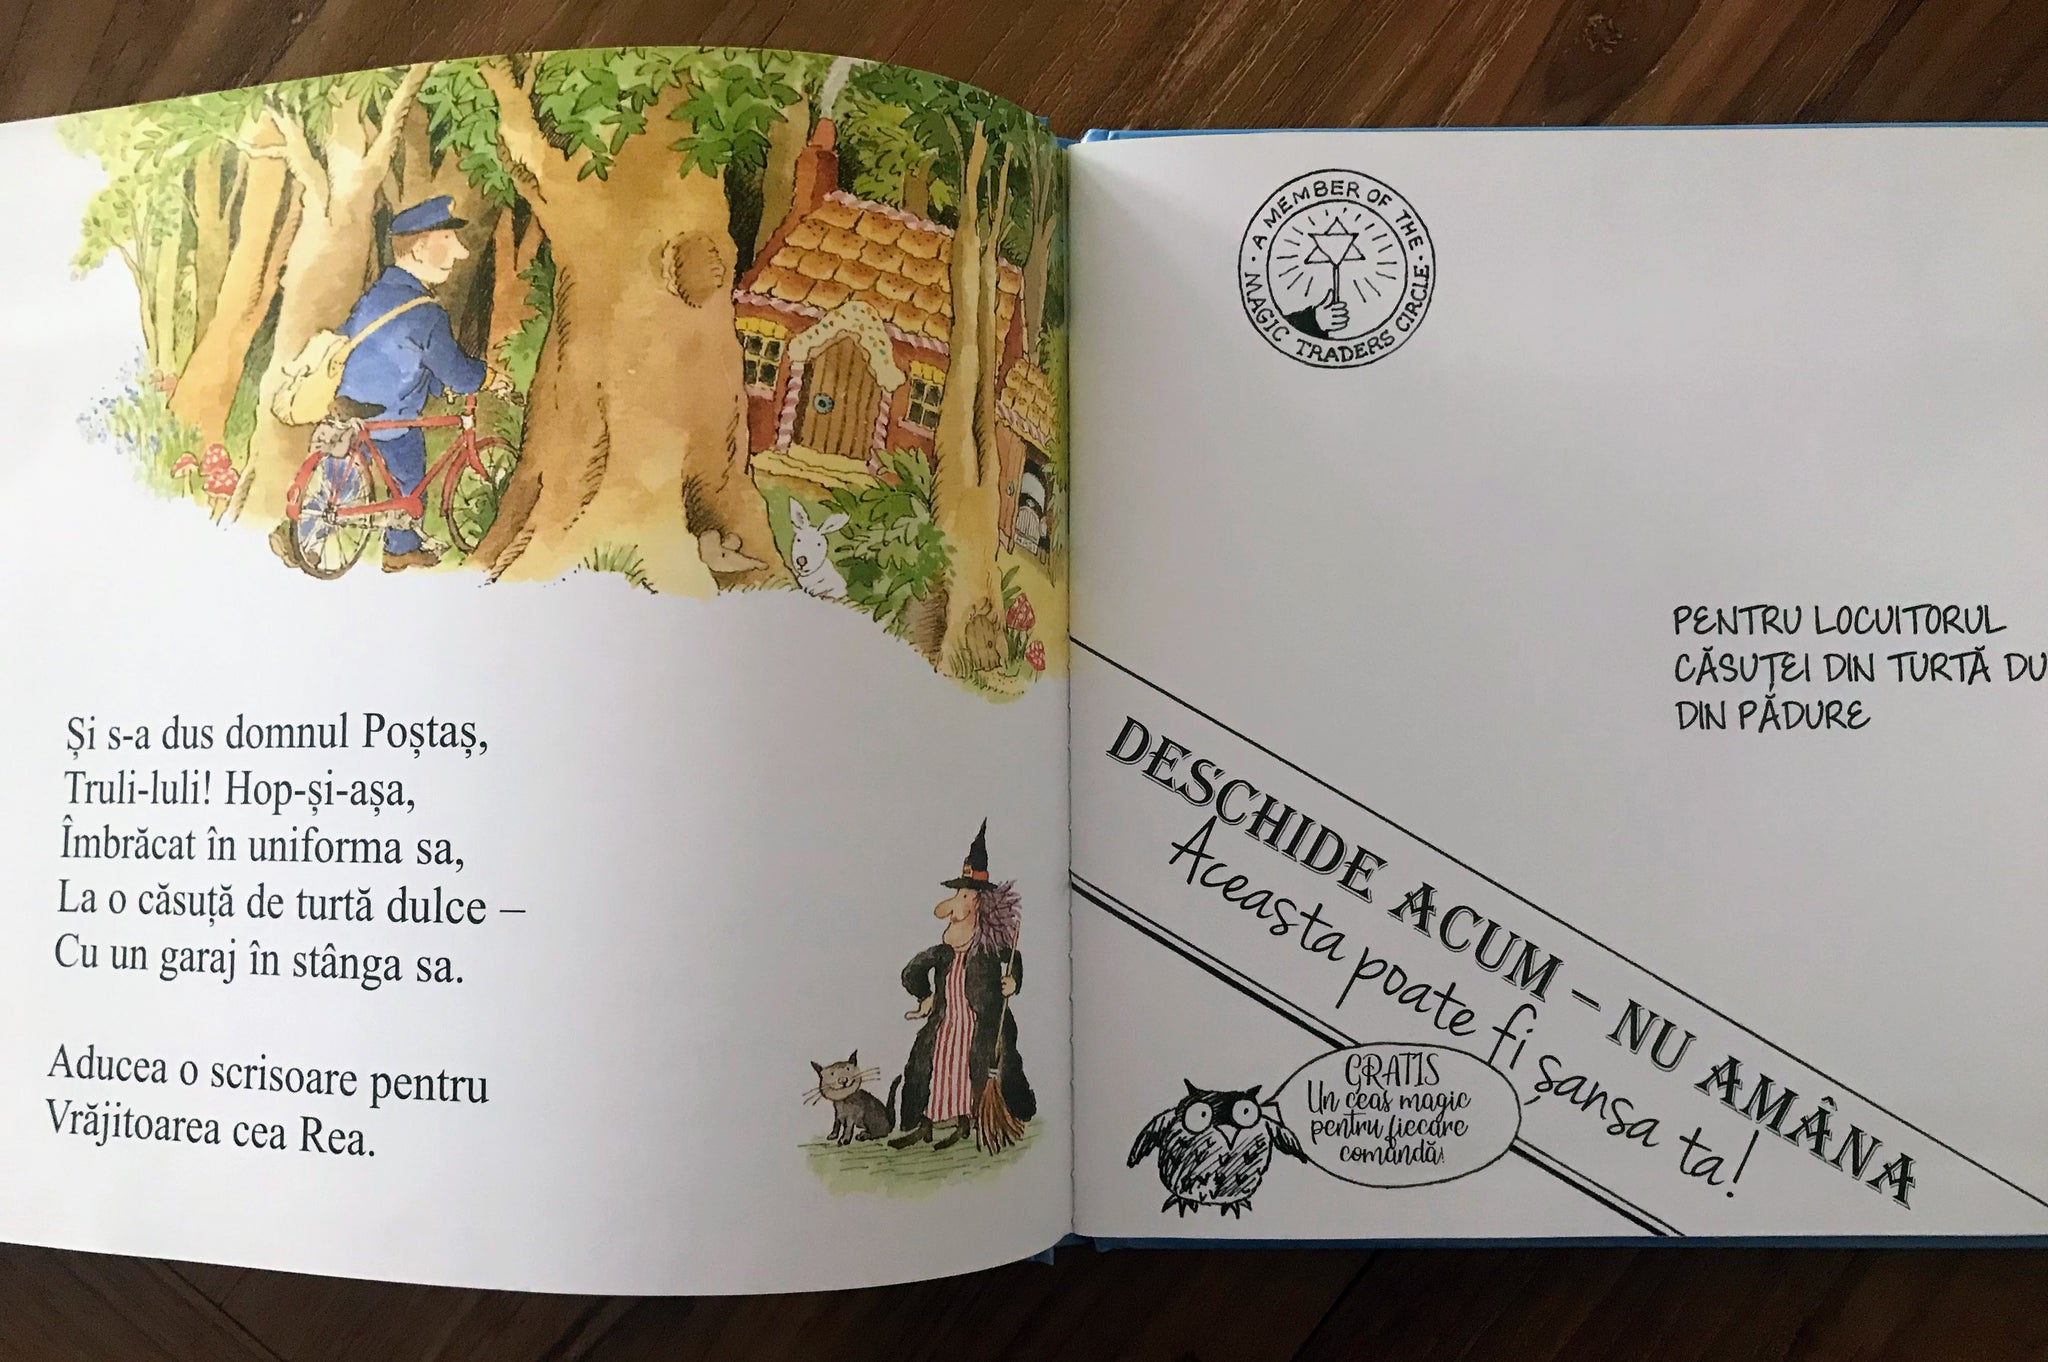 Și s-a dus domnul Poștaș,
Truli-luli! Hop-și-așa,
Îmbrăcat în uniforma sa,
La o căsuță de turtă dulce –
Cu un garaj în stânga sa.
Aducea o scrisoare pentru
Vrăjitoarea cea Rea.
· A MEMBER OF THE ·
MAGIC TRADERS CIRCLE
PENTRU LOCUITORUL
CĂSUȚEI DIN TURTĂ DU
DIN PĂDURE
DESCHIDE ACUM – NU AMÂNA
Aceasta poate fi șansa ta!
GRATIS
Un ceas magic
pentru fiecare
comandă!